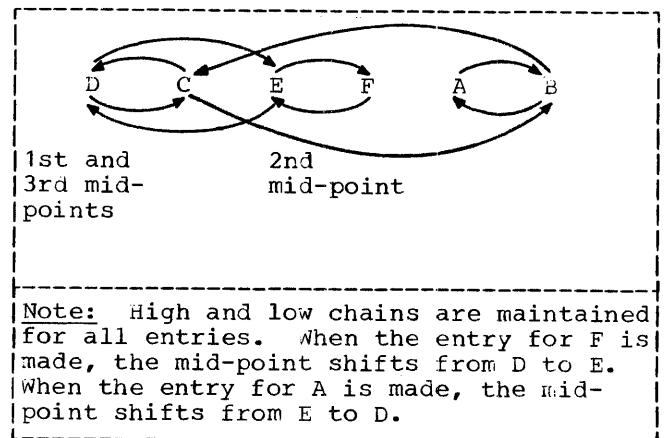 D C E F A B
1st and 2nd
3rd mid- mid-point
points
Note: High and low chains are maintained
for all entries. When the entry for F is
made, the mid-point shifts from D to E.
When the entry for A is made, the mid-
point shifts from E to D.